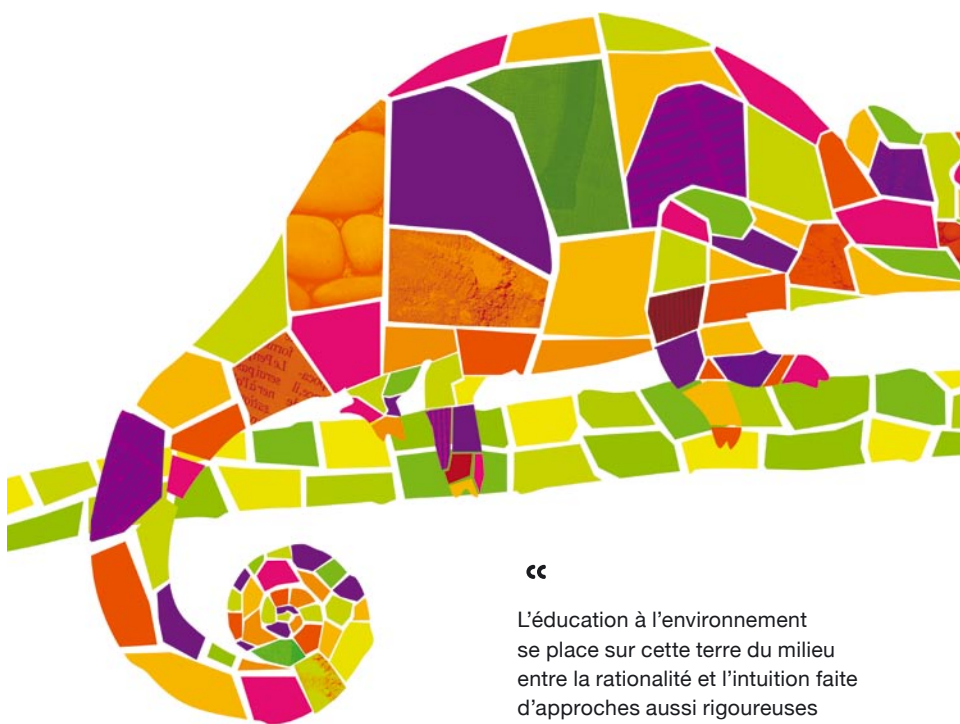 “
L’éducation à l’environnement
se place sur cette terre du milieu
entre la rationalité et l’intuition faite
d’approches aussi rigoureuses